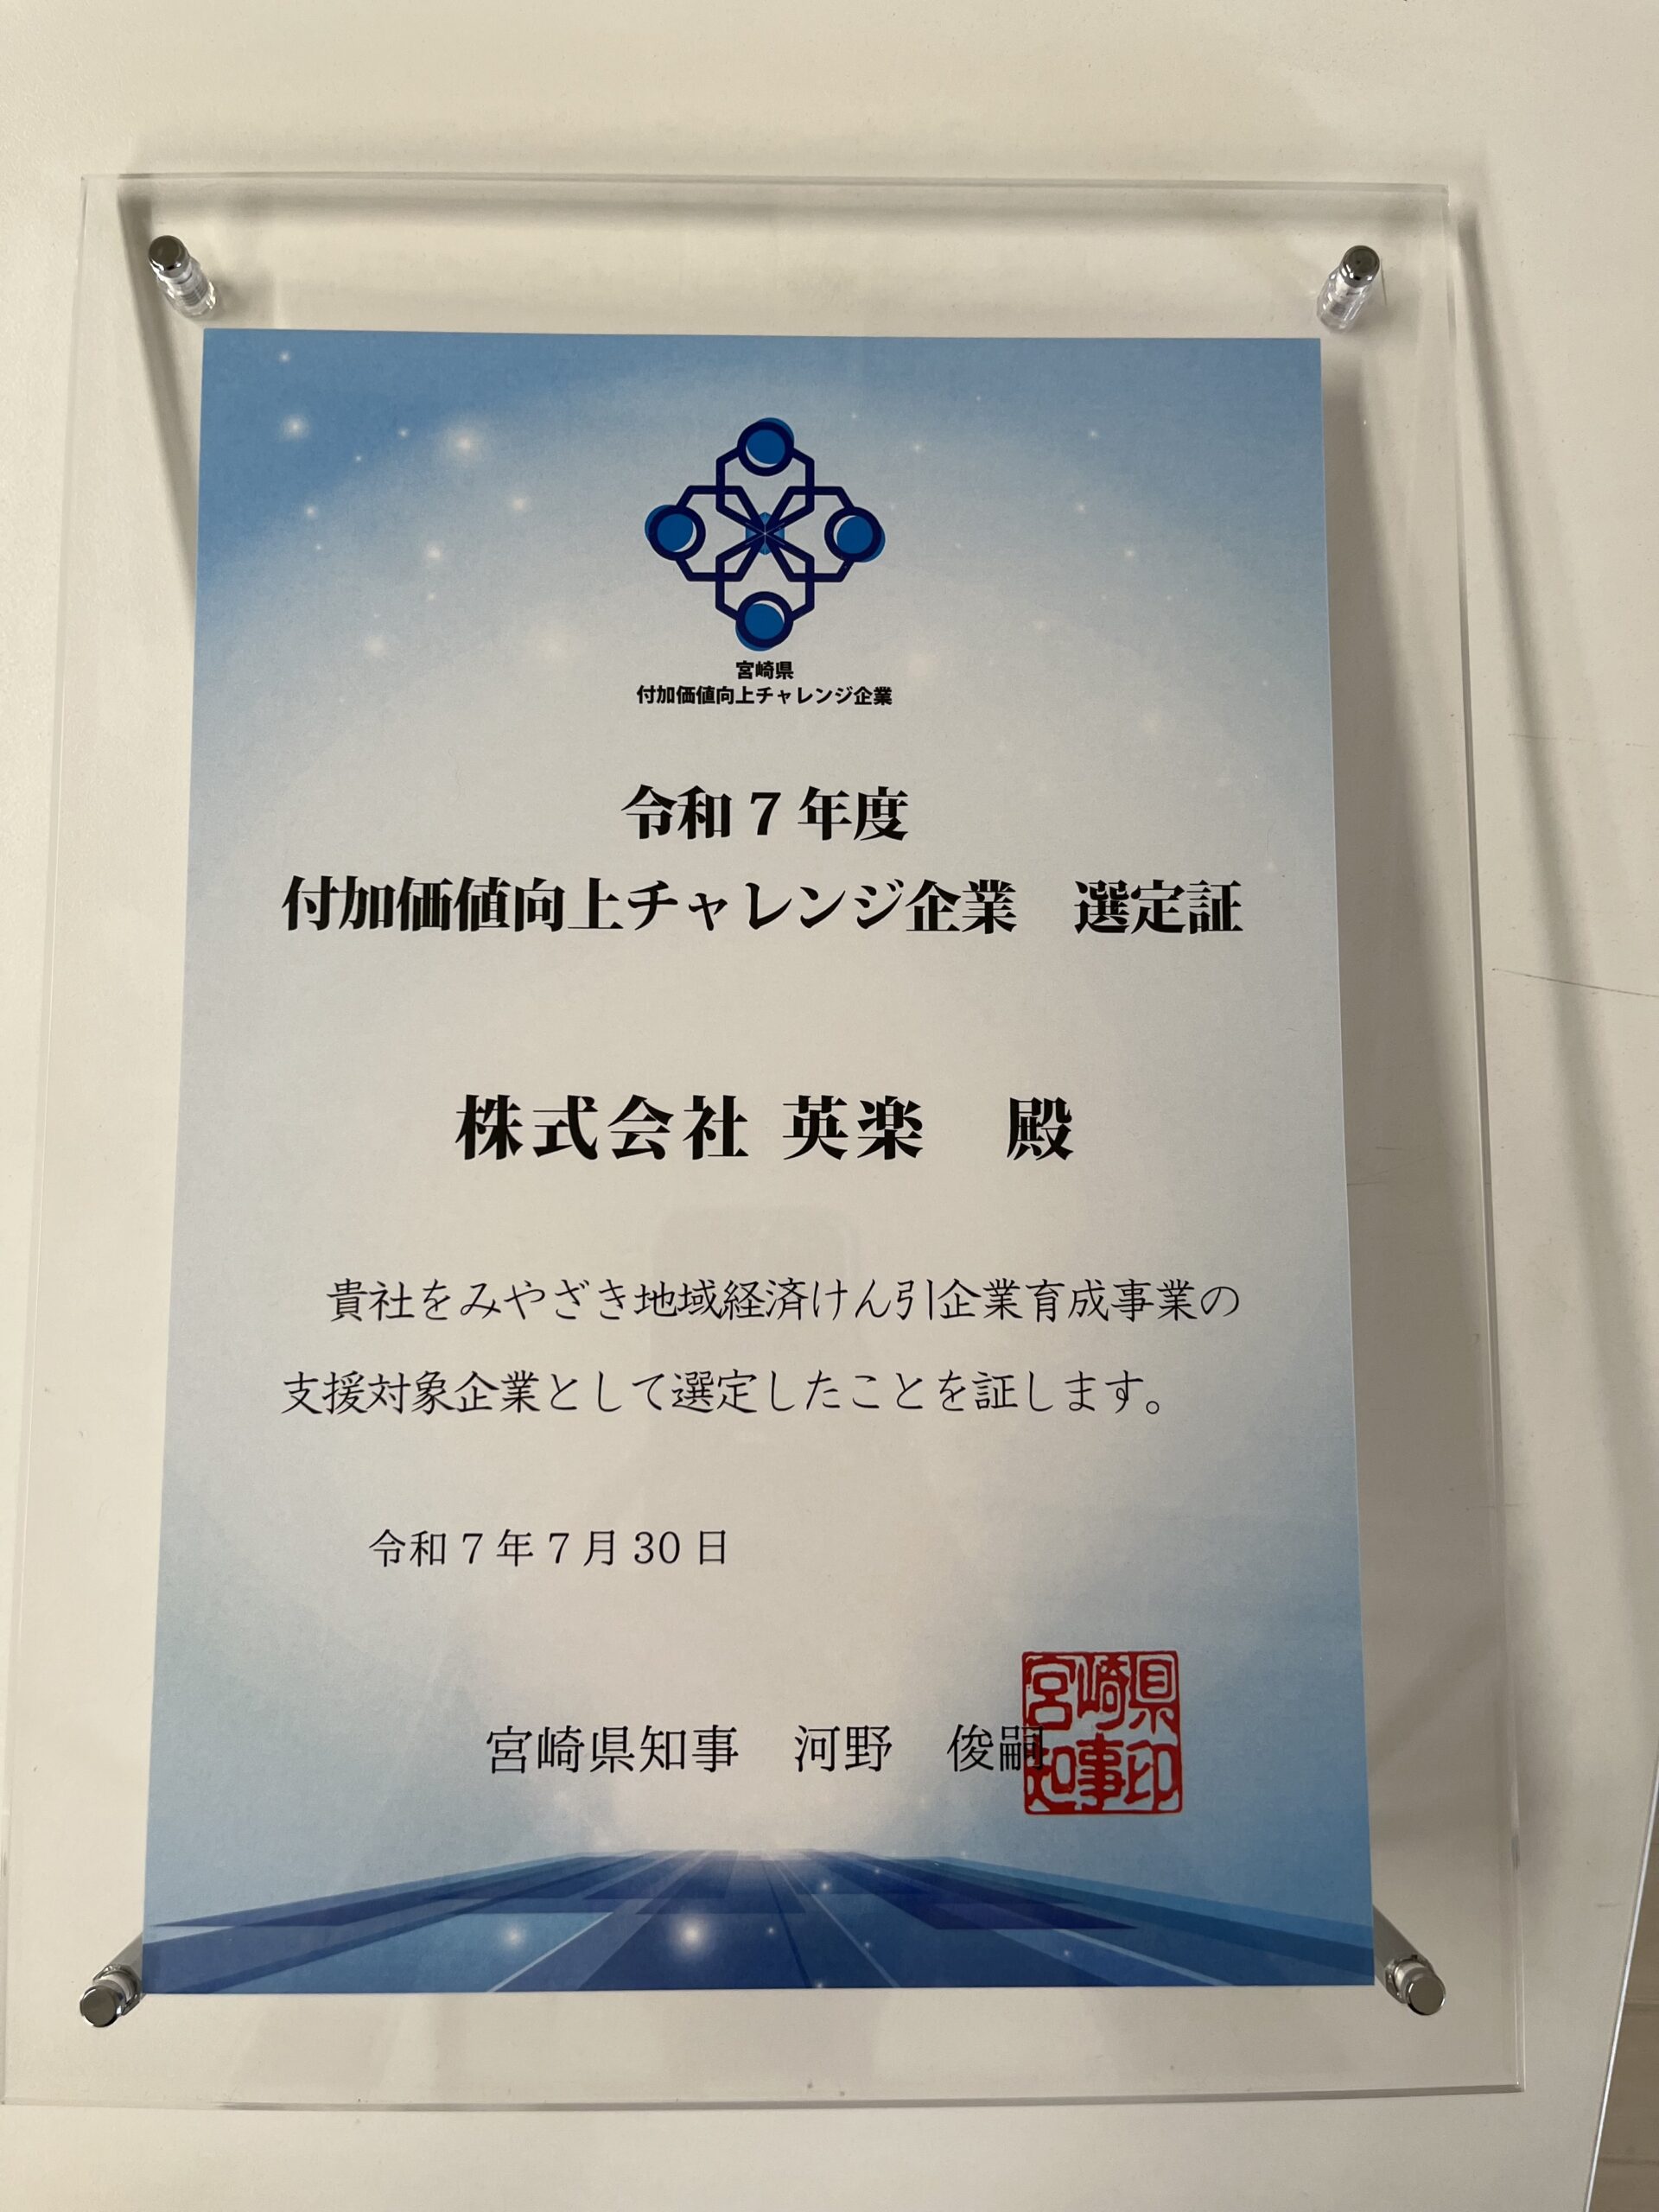 宮崎県
付加価値向上チャレンジ企業
令和7年度
付加価値向上チャレンジ企業　選定証
株式会社 英楽　殿
貴社をみやざき地域経済けん引企業育成事業の
支援対象企業として選定したことを証します。
令和7年7月30日
宮崎県知事　河野　俊嗣
宮崎県
知事印